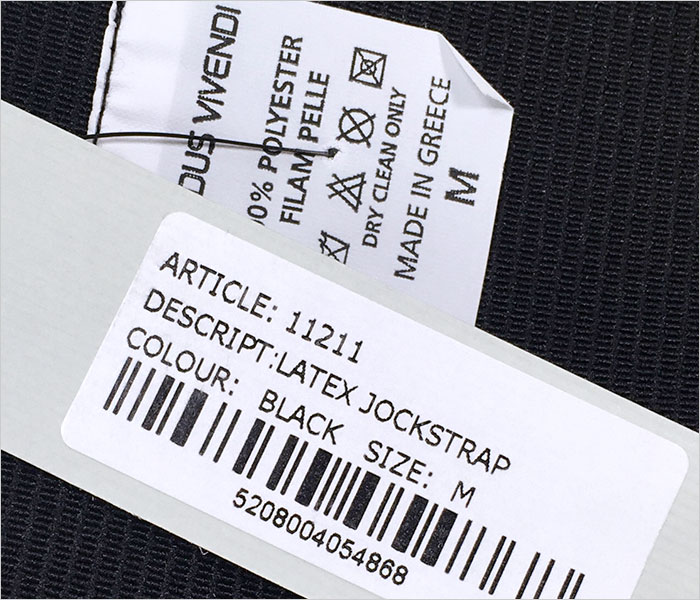 DUS VIVENDI
00% POLYESTER
FILAM PELLE
DRY CLEAN ONLY
MADE IN GREECE
M
ARTICLE: 11211
DESCRIPT:LATEX JOCKSTRAP
COLOUR: BLACK SIZE: M
5208004054868